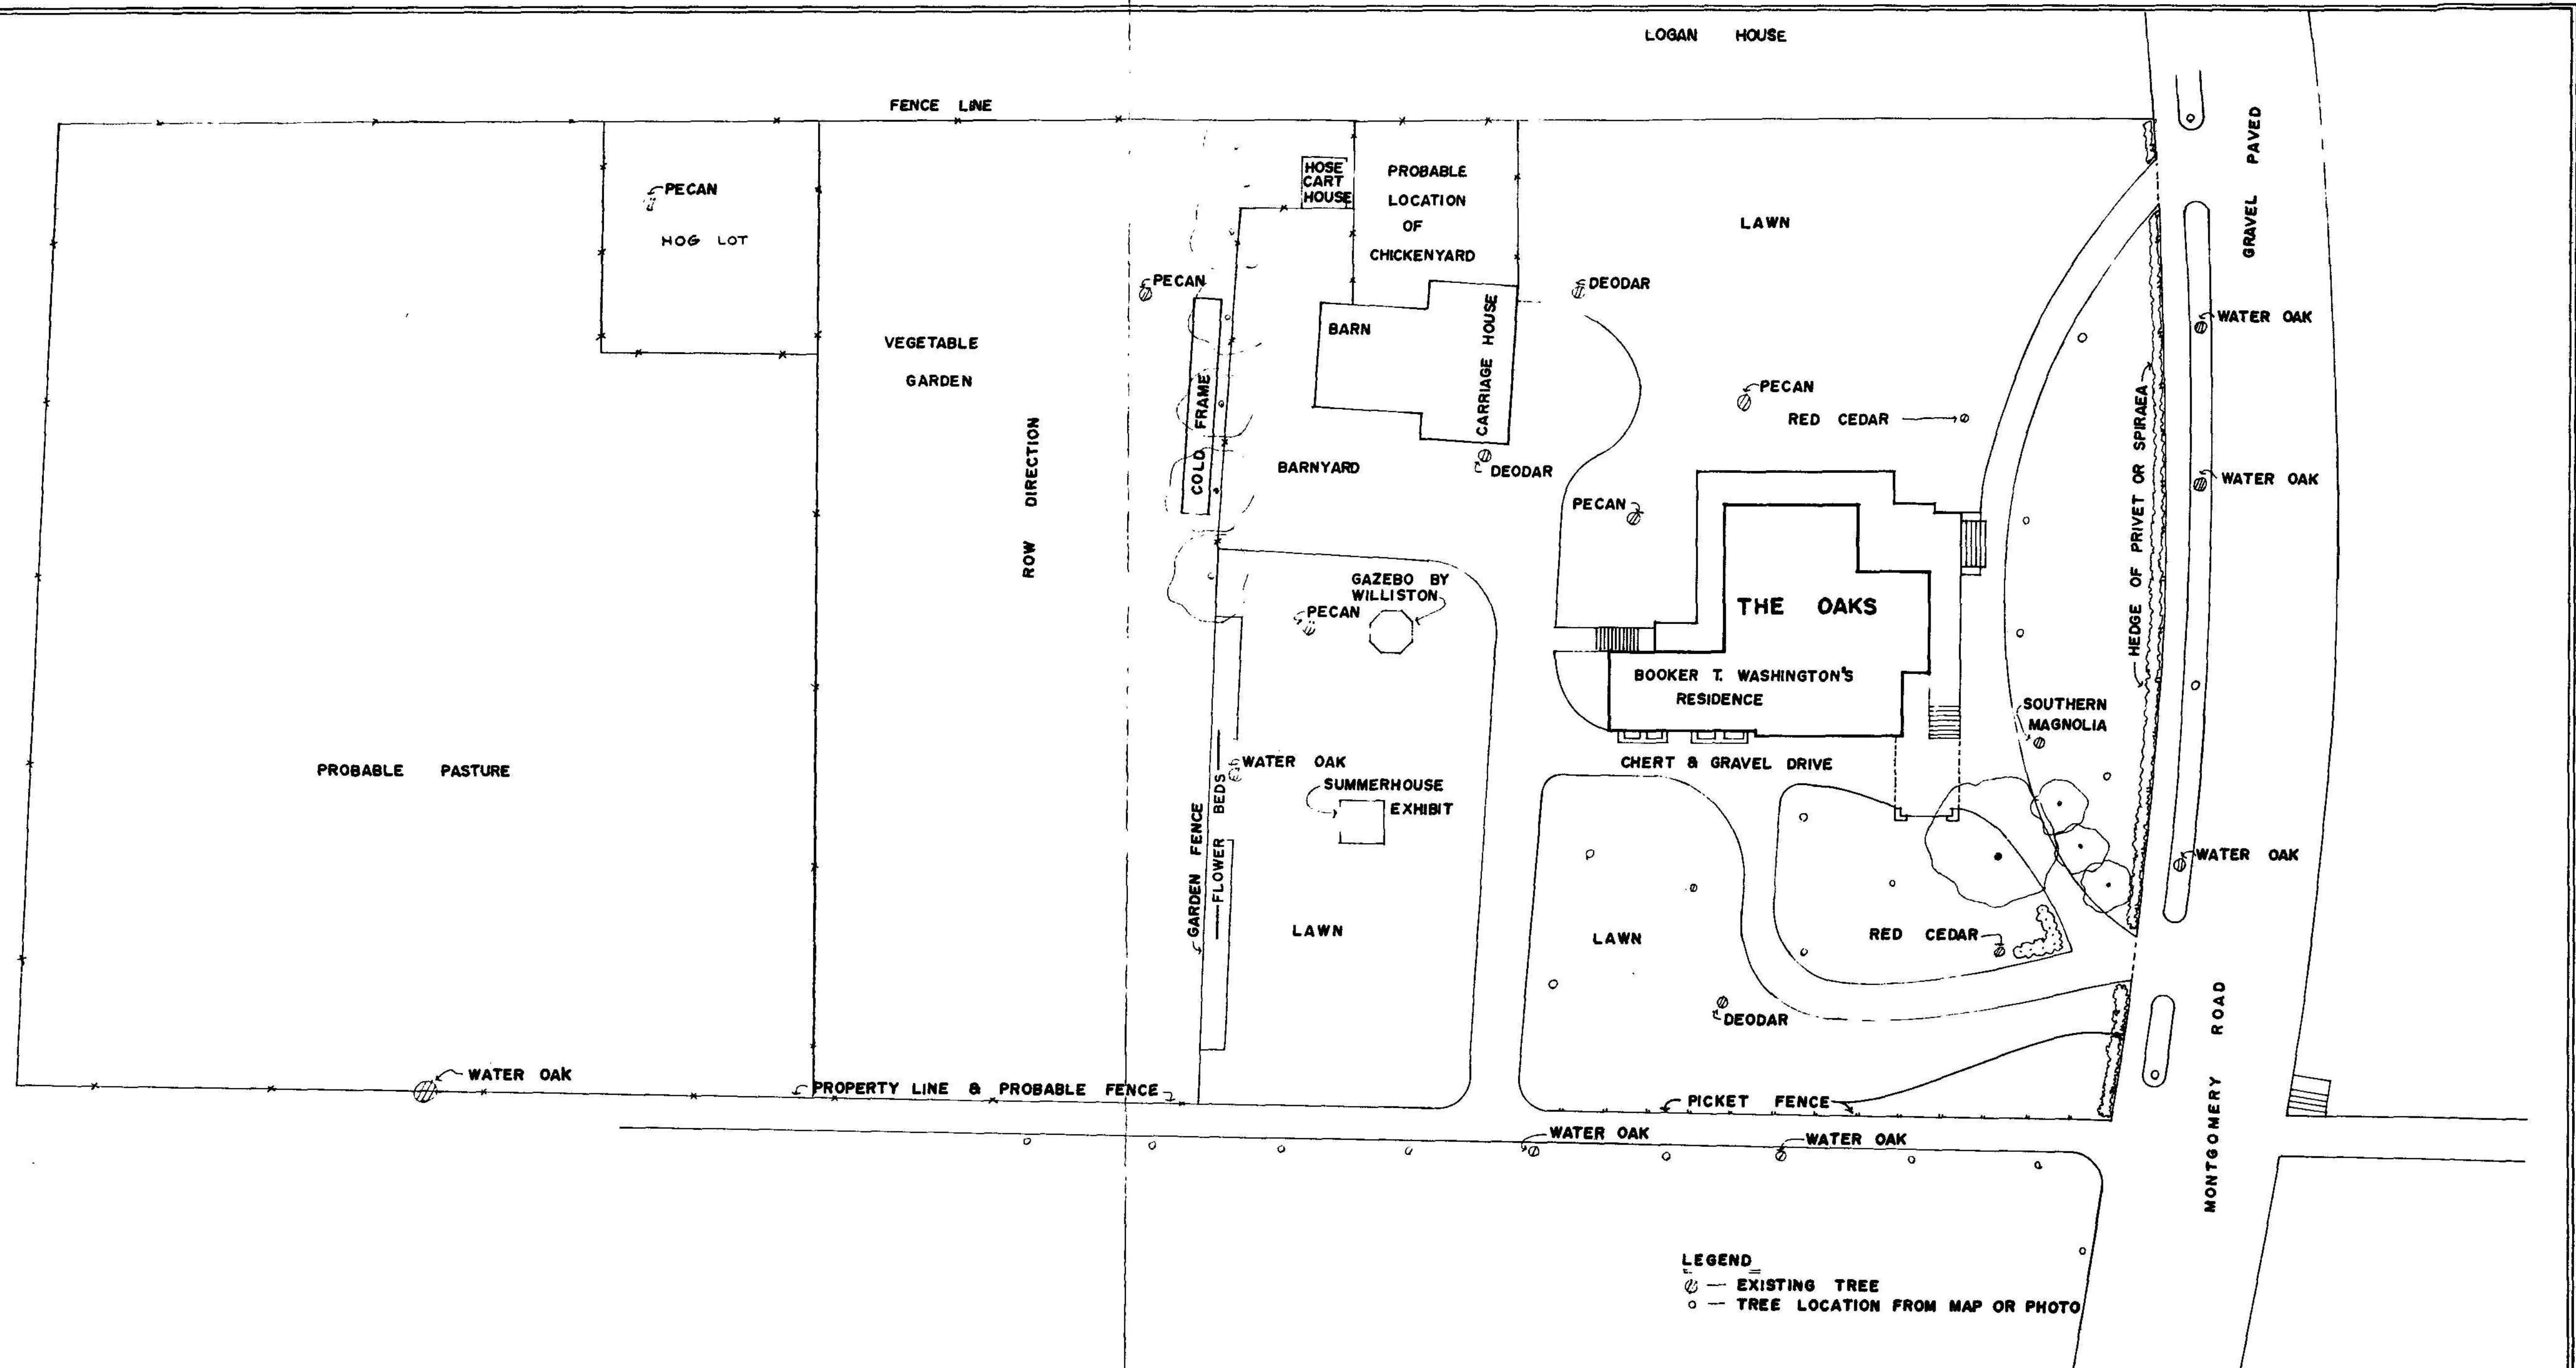 LOGAN HOUSE
FENCE LINE
GRAVEL PAVED
PECAN
HOG LOT
HOSE
CART
HOUSE
PROBABLE
LOCATION
OF
CHICKENYARD
LAWN
PECAN
DEODAR
WATER OAK
VEGETABLE
GARDEN
BARN
CARRIAGE HOUSE
COLD FRAME
PECAN
RED CEDAR
HEDGE OF PRIVET OR SPIRAEA
ROW DIRECTION
BARNYARD
DEODAR
WATER OAK
PECAN
GAZEBO BY
WILLISTON
PECAN
THE OAKS
BOOKER T. WASHINGTON'S
RESIDENCE
SOUTHERN
MAGNOLIA
PROBABLE PASTURE
WATER OAK
CHERT & GRAVEL DRIVE
SUMMERHOUSE
EXHIBIT
GARDEN FENCE
FLOWER BEDS
WATER OAK
LAWN
LAWN
RED CEDAR
DEODAR
MONTGOMERY ROAD
WATER OAK
PROPERTY LINE & PROBABLE FENCE
PICKET FENCE
WATER OAK
WATER OAK
LEGEND
— EXISTING TREE
— TREE LOCATION FROM MAP OR PHOTO